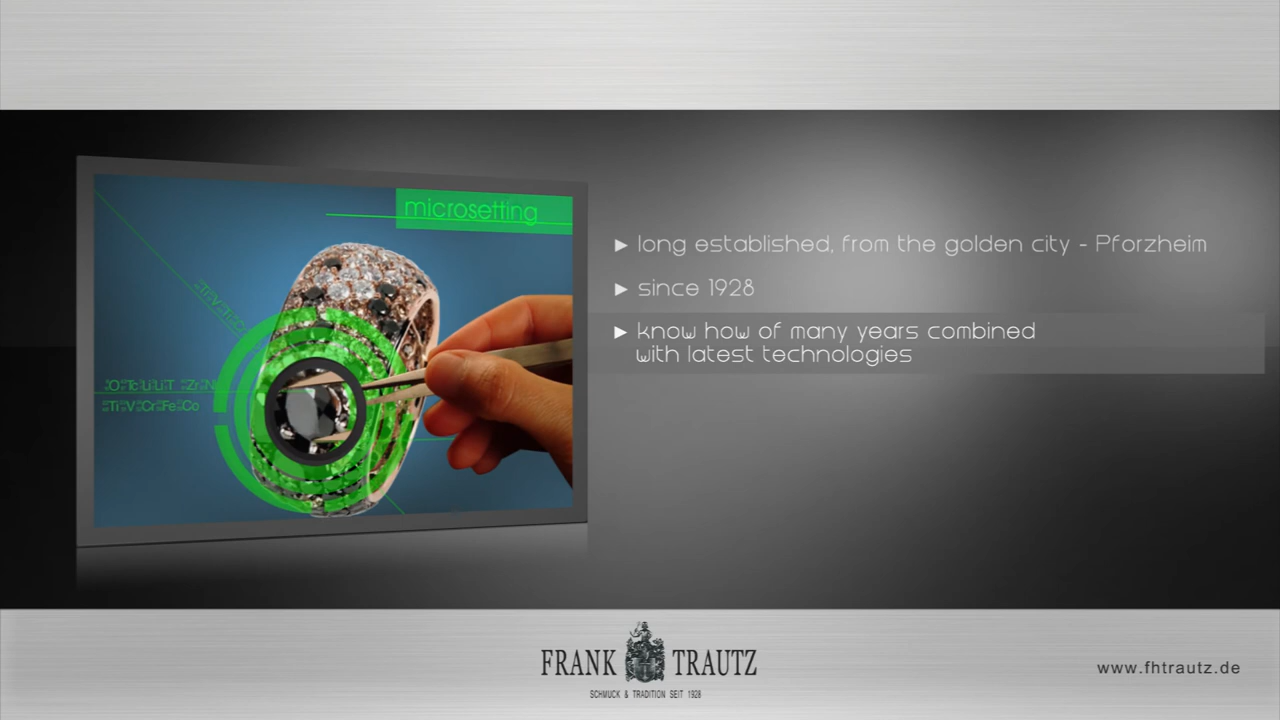 microsetting
► long established, from the golden city - Pforzheim
► since 1928
► know how of many years combined
with latest technologies
FRANK TRAUTZ
SCHMUCK & TRADITION SEIT 1928
www.fhtrautz.de